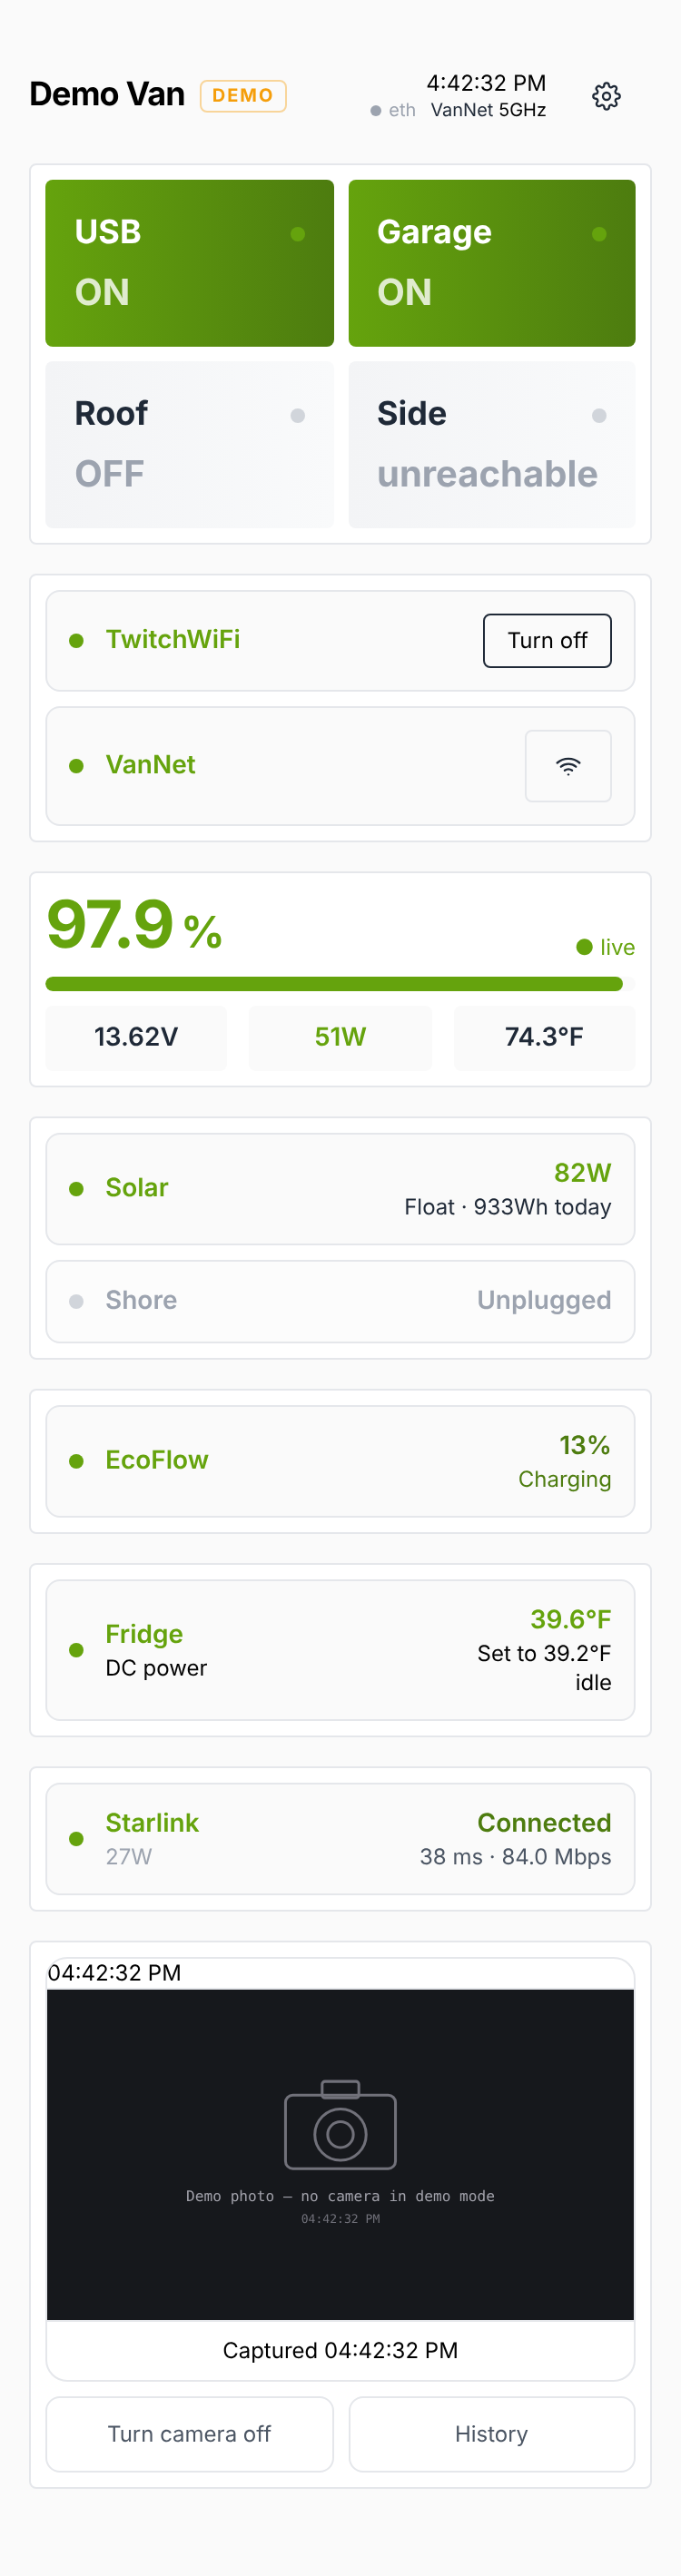 Demo Van DEMO
4:42:32 PM
eth VanNet 5GHz
USB
ON
Garage
ON
Roof
OFF
Side
unreachable
TwitchWiFi
Turn off
VanNet
97.9 %
live
13.62V
51W
74.3°F
Solar
82W
Float · 933Wh today
Shore
Unplugged
EcoFlow
13%
Charging
Fridge
DC power
39.6°F
Set to 39.2°F
idle
Starlink
27W
Connected
38 ms · 84.0 Mbps
04:42:32 PM
Demo photo — no camera in demo mode
04:42:32 PM
Captured 04:42:32 PM
Turn camera off
History